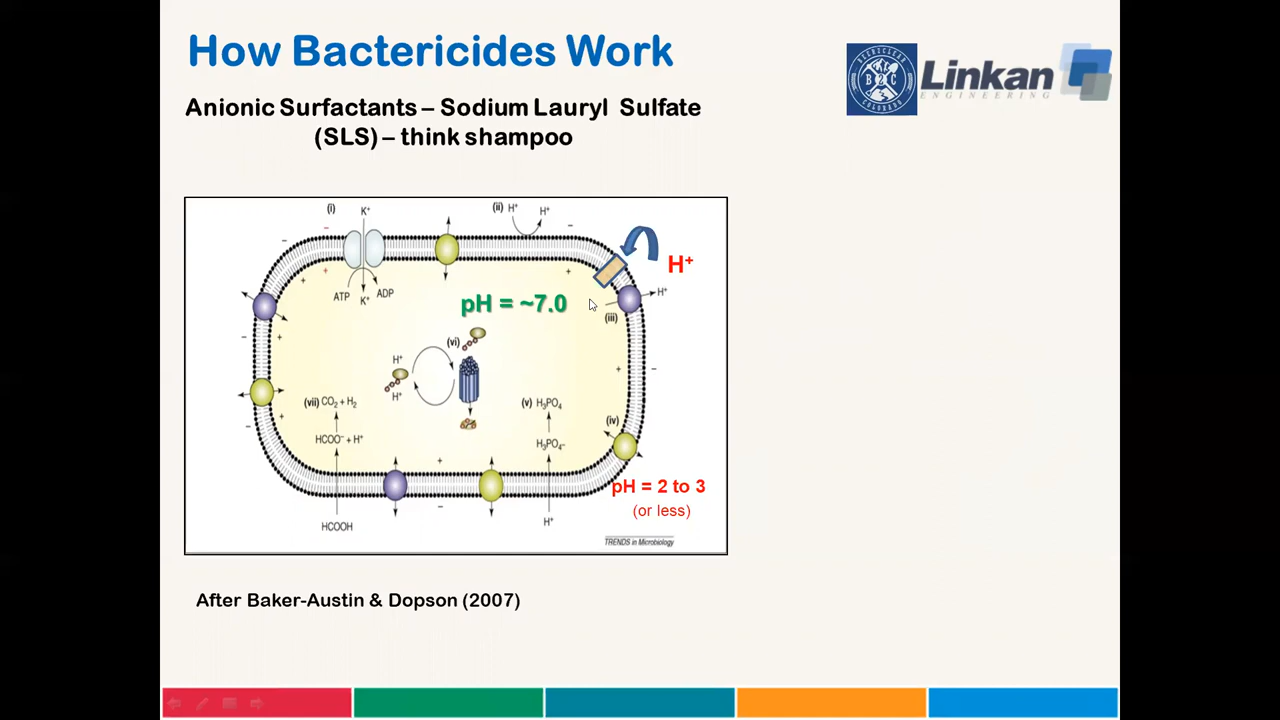 How Bactericides Work
Anionic Surfactants – Sodium Lauryl Sulfate
(SLS) – think shampoo
B2C
COLORADO
Linkan
ENGINEERING
(i)
K⁺
(ii)
H⁺
H⁺
H⁺
ATP
K⁺
ADP
pH = ~7.0
H⁺
(iii)
(vi)
H⁺
H⁺
(vii) CO₂ + H₂
(v) H₃PO₄
(iv)
HCOO⁻ + H⁺
H₃PO₄⁻
pH = 2 to 3
(or less)
HCOOH
H⁺
TRENDS in Microbiology
After Baker-Austin & Dopson (2007)